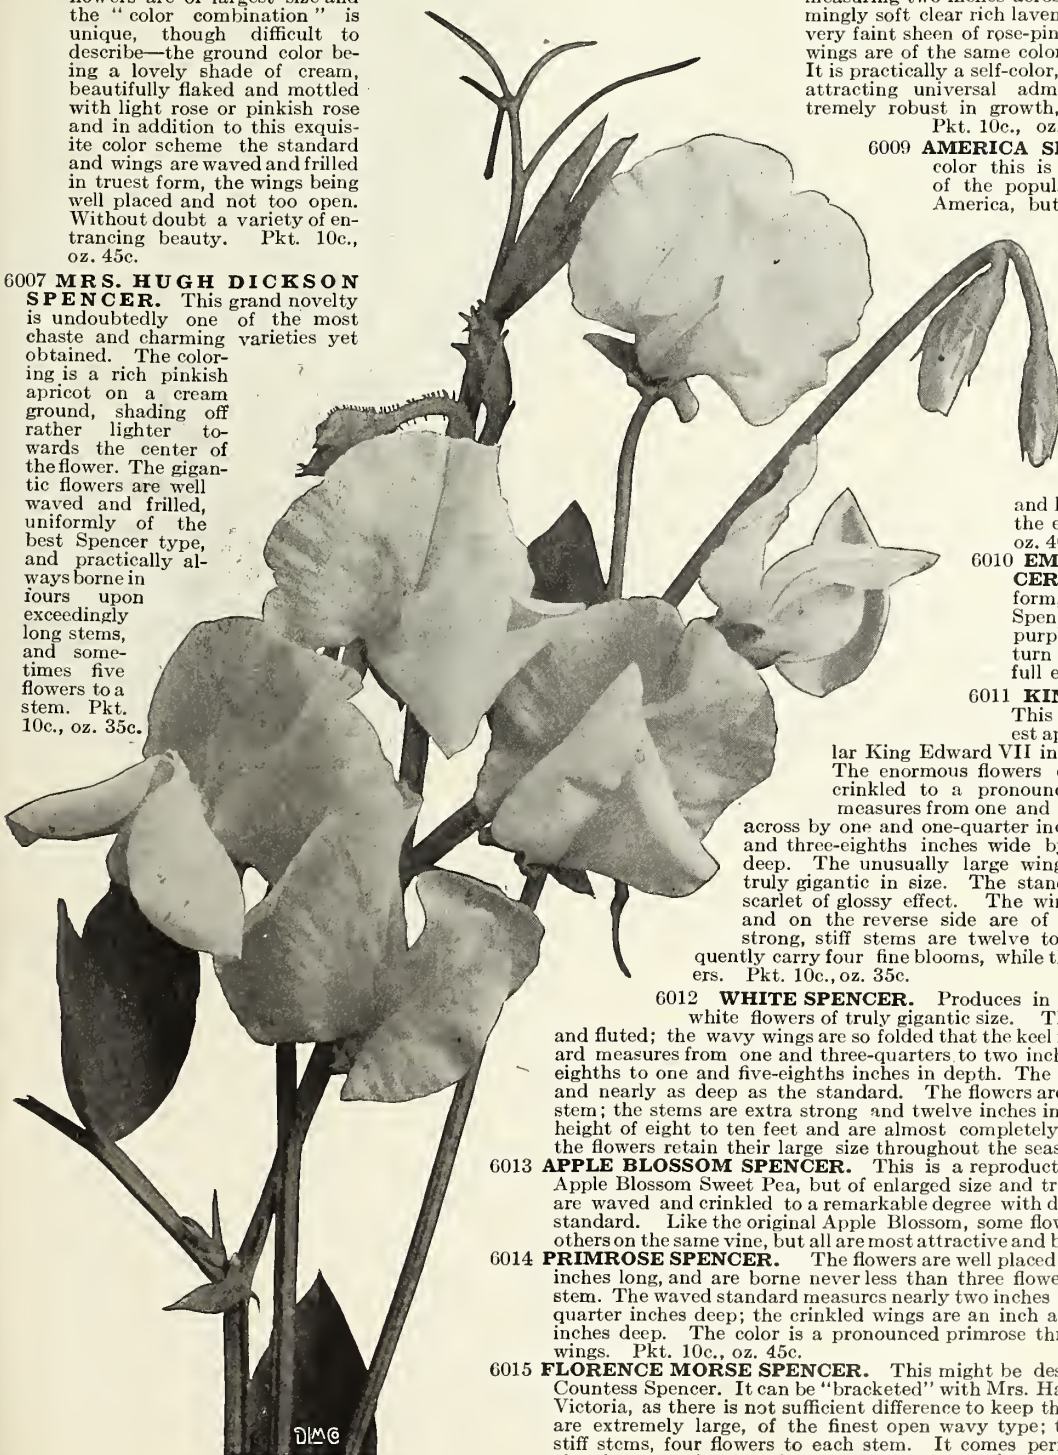 the “ color combination ” is
unique, though difficult to
describe—the ground color be-
ing a lovely shade of cream,
beautifully flaked and mottled
with light rose or pinkish rose
and in addition to this exquis-
ite color scheme the standard
and wings are waved and frilled
in truest form, the wings being
well placed and not too open.
Without doubt a variety of en-
trancing beauty. Pkt. 10c.,
oz. 45c.
6007 MRS. HUGH DICKSON
SPENCER. This grand novelty
is undoubtedly one of the most
chaste and charming varieties yet
obtained. The color-
ing is a rich pinkish
apricot on a cream
ground, shading off
rather lighter to-
wards the center of
the flower. The gigan-
tic flowers are well
waved and frilled,
uniformly of the
best Spencer type,
and practically al-
ways borne in
fours upon
exceedingly
long stems,
and some-
times five
flowers to a
stem. Pkt.
10c., oz. 35c.
mingly soft clear rich laven
very faint sheen of rose-pin
wings are of the same color
It is practically a self-color,
attracting universal adm
tremely robust in growth,
Pkt. 10c., oz
6009 AMERICA S
color this is
of the popul
America, but
and
the e
oz. 4
6010 EM
CER
form.
Spen
purp
turn
full e
6011 KIN
This
est ap
lar King Edward VII in
The enormous flowers
crinkled to a pronounc
measures from one and
across by one and one-quarter inc
and three-eighths inches wide b
deep. The unusually large wing
truly gigantic in size. The stan
scarlet of glossy effect. The win
and on the reverse side are of
strong, stiff stems are twelve to
quently carry four fine blooms, while t
ers. Pkt. 10c., oz. 35c.
6012 WHITE SPENCER. Produces in
white flowers of truly gigantic size. T
and fluted; the wavy wings are so folded that the keel
ard measures from one and three-quarters to two inch
eighths to one and five-eighths inches in depth. The
and nearly as deep as the standard. The flowers are
stem; the stems are extra strong and twelve inches in
height of eight to ten feet and are almost completely
the flowers retain their large size throughout the seas
6013 APPLE BLOSSOM SPENCER. This is a reproduct
Apple Blossom Sweet Pea, but of enlarged size and tr
are waved and crinkled to a remarkable degree with d
standard. Like the original Apple Blossom, some flow
others on the same vine, but all are most attractive and b
6014 PRIMROSE SPENCER. The flowers are well placed
inches long, and are borne never less than three flowe
stem. The waved standard measures nearly two inches
quarter inches deep; the crinkled wings are an inch a
inches deep. The color is a pronounced primrose thr
wings. Pkt. 10c., oz. 45c.
6015 FLORENCE MORSE SPENCER. This might be des
Countess Spencer. It can be “bracketed” with Mrs. Ha
Victoria, as there is not sufficient difference to keep th
are extremely large, of the finest open wavy type; t
stiff stems, four flowers to each stem. It comes per
DLMCo